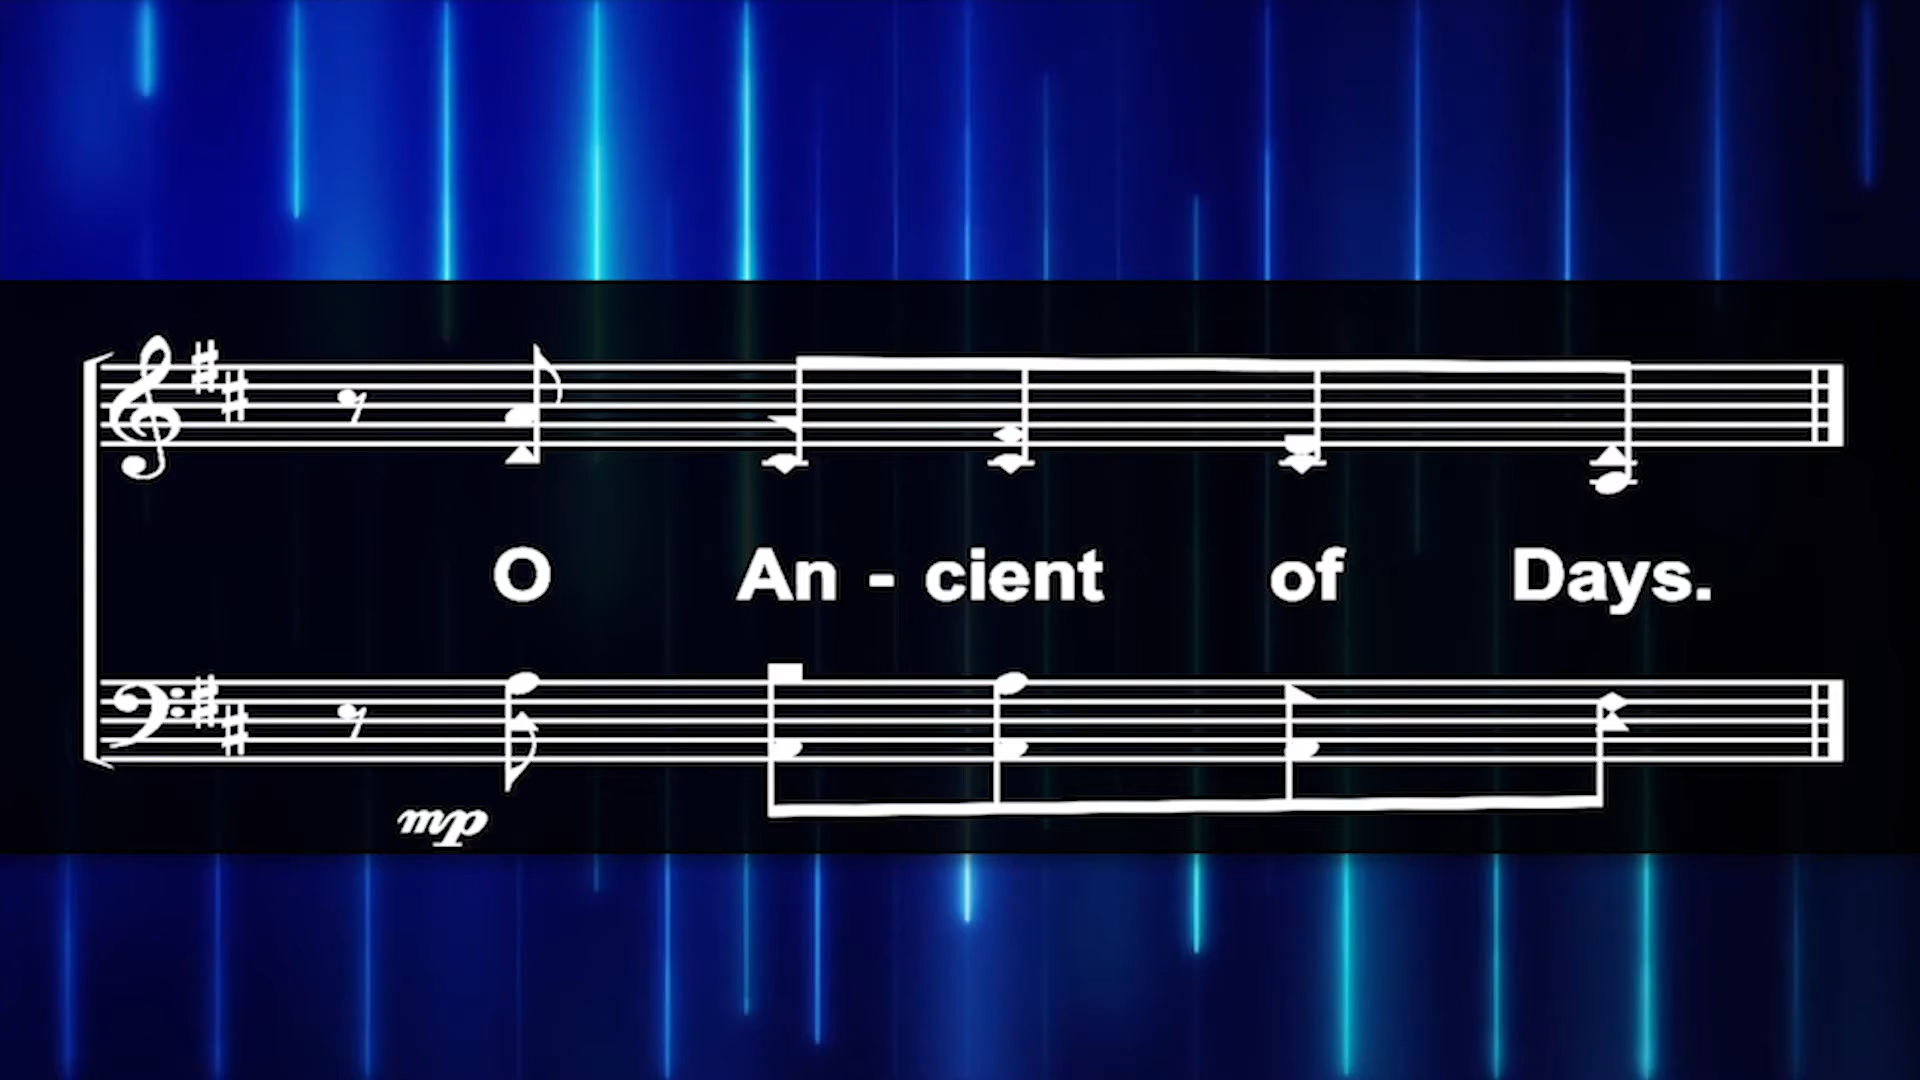 O An - cient of Days.
mp